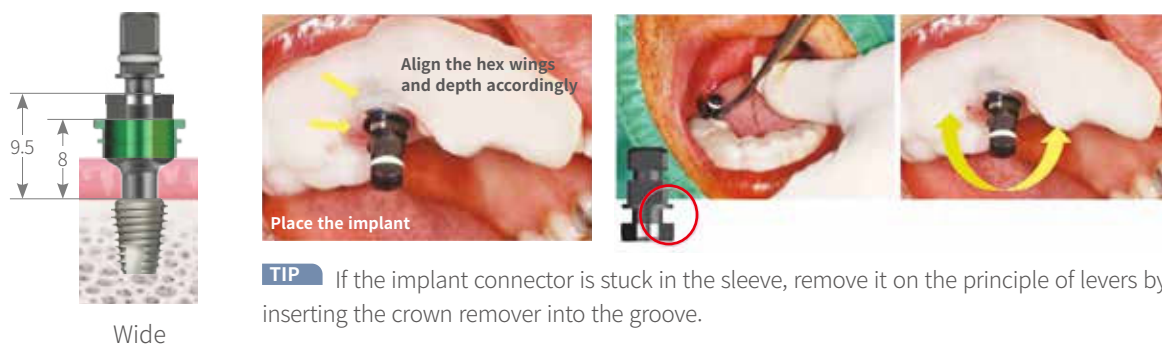 9.5
8
Wide
Align the hex wings
and depth accordingly
Place the implant
TIP If the implant connector is stuck in the sleeve, remove it on the principle of levers by
inserting the crown remover into the groove.